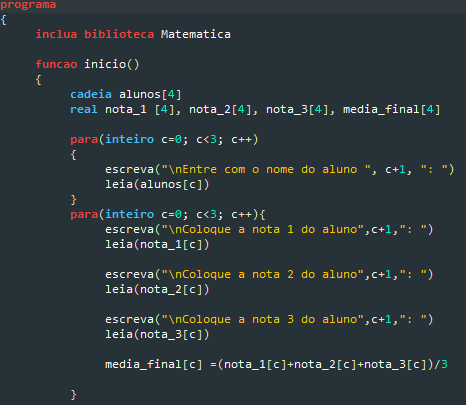 programa
{
inclua biblioteca Matematica
funcao inicio()
{
cadeia alunos[4]
real nota_1 [4], nota_2[4], nota_3[4], media_final[4]
para(inteiro c=0; c<3; c++)
{
escreva("\nEntre com o nome do aluno ", c+1, ": ")
leia(alunos[c])
}
para(inteiro c=0; c<3; c++){
escreva("\nColoque a nota 1 do aluno",c+1,": ")
leia(nota_1[c])
escreva("\nColoque a nota 2 do aluno",c+1,": ")
leia(nota_2[c])
escreva("\nColoque a nota 3 do aluno",c+1,": ")
leia(nota_3[c])
media_final[c] =(nota_1[c]+nota_2[c]+nota_3[c])/3
}